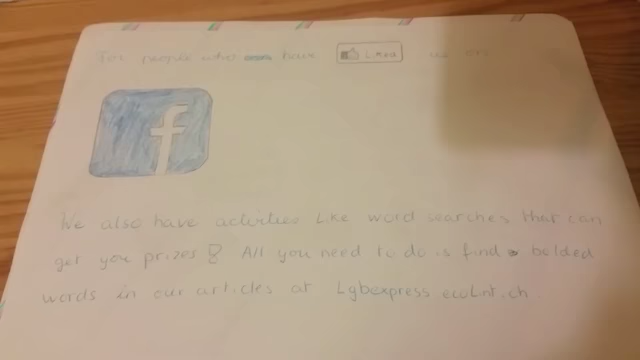 For people who have Liked us on
f
We also have activities like word searches that can
get you prizes! All you need to do is find bolded
words in our articles at Lgbexpress ecolint.ch